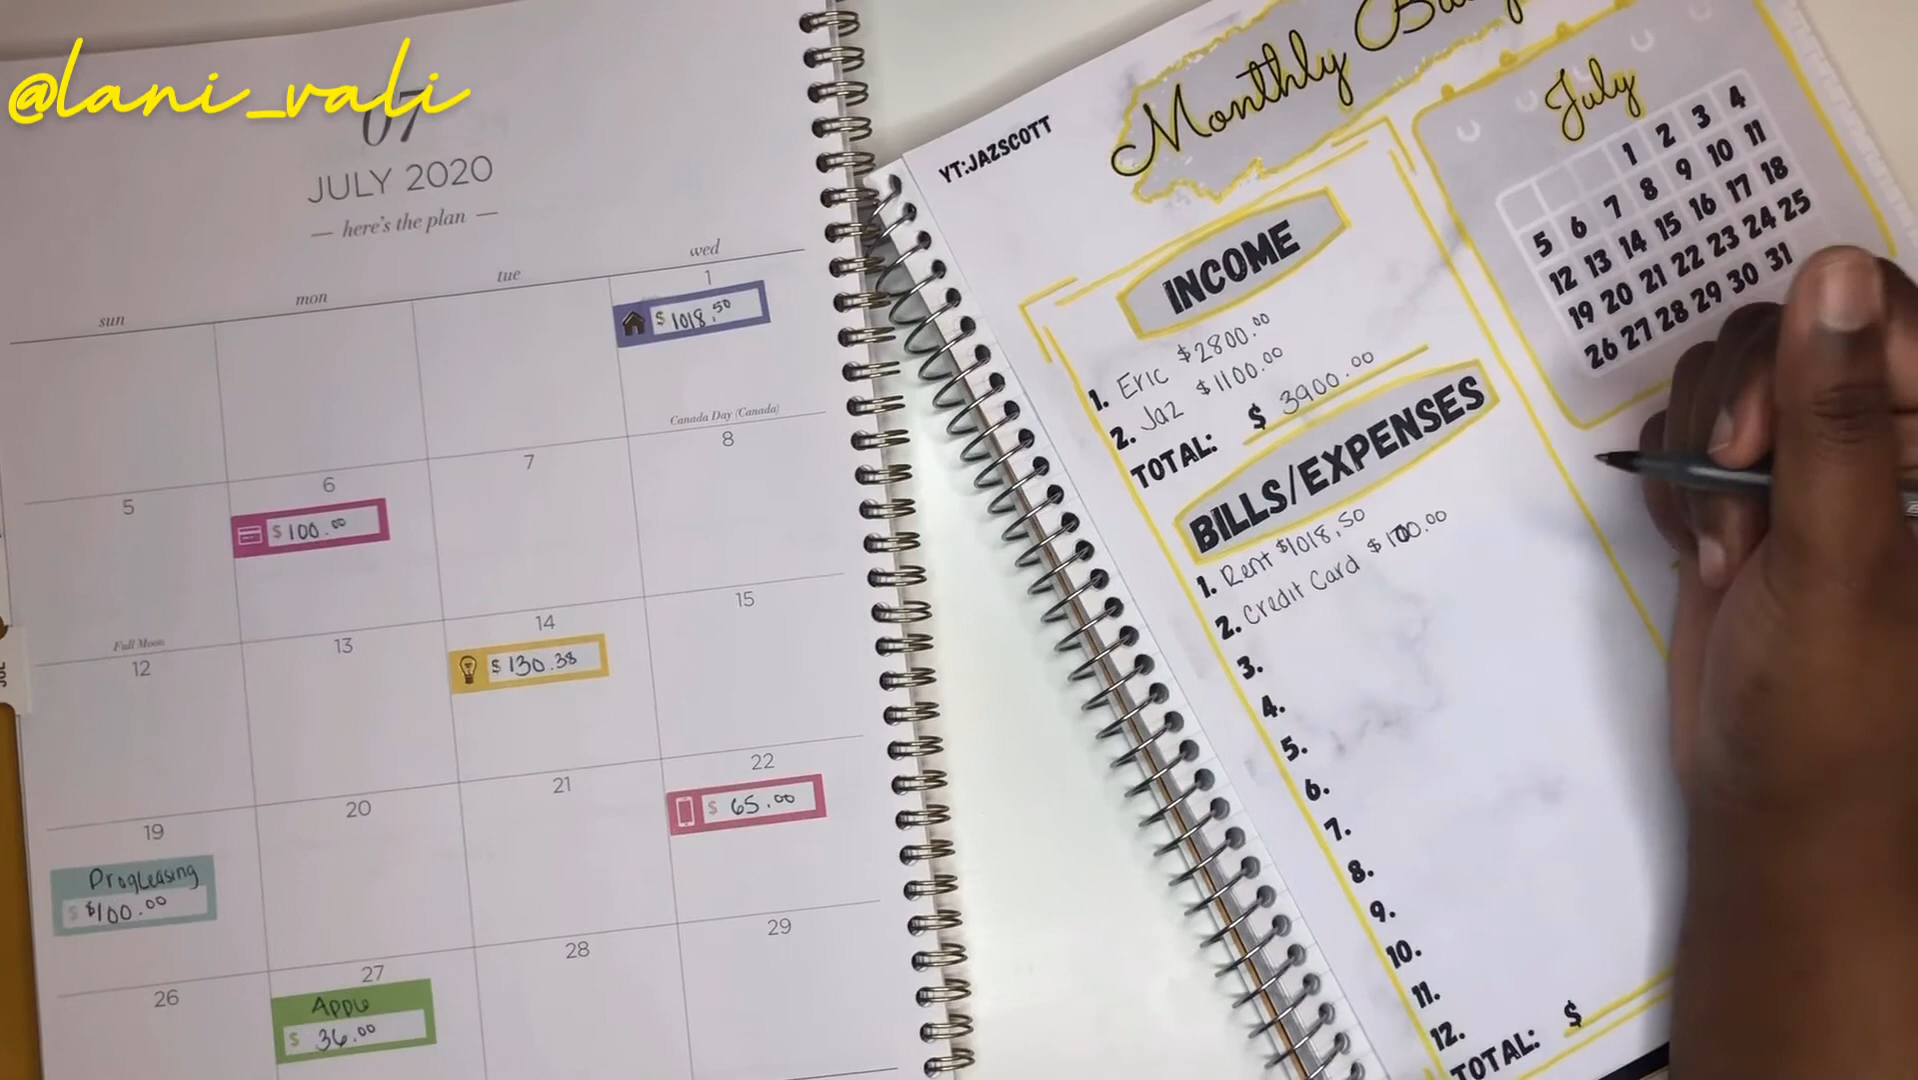 @lani_vali
07
JULY 2020
— here's the plan —
sun mon tue wed
1
$ 1018.50
Canada Day (Canada)
5 6 7 8
$ 100.00
Full Moon
12 13 14 15
$ 130.38
19 20 21 22
Progleasing
$ $100.00
$ 65.00
26 27 28 29
Apple
$ 36.00
JUL
YT:JAZSCOTT
Monthly
July
1 2 3 4
5 6 7 8 9 10 11
12 13 14 15 16 17 18
19 20 21 22 23 24 25
26 27 28 29 30 31
INCOME
1. Eric $2800.00
2. Jaz $1100.00
TOTAL: $ 3900.00
BILLS/EXPENSES
1. Rent $1018.50
2. Credit Card $100.00
3.
4.
5.
6.
7.
8.
9.
10.
11.
12.
TOTAL: $